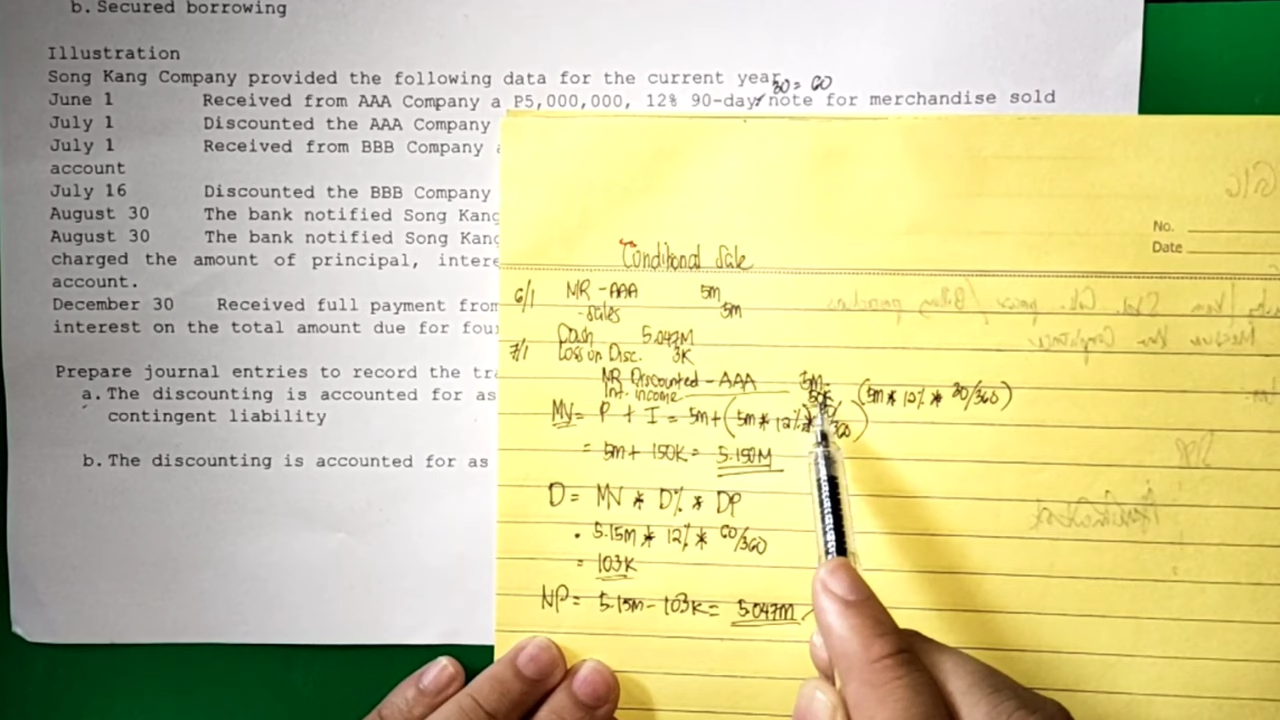 b. Secured borrowing
Illustration
Song Kang Company provided the following data for the current year
30 = 60
June 1 Received from AAA Company a P5,000,000, 12% 90-day note for merchandise sold
July 1 Discounted the AAA Company
July 1 Received from BBB Company
account
July 16 Discounted the BBB Company
August 30 The bank notified Song Kang
August 30 The bank notified Song Kang
charged the amount of principal, intere
account.
December 30 Received full payment from
interest on the total amount due for fou
Prepare journal entries to record the tr
a. The discounting is accounted for as
contingent liability
b. The discounting is accounted for as
No.
Date
Conditional Sale
6/1 N/R - AAA 5m
Sales 5m
7/1 Cash 5.047M
Loss on Disc. 3K
NR Discounted - AAA 5M
Int. income 50K (5m * 12% * 30/360)
MV = P + I = 5m + (5m * 12% * /360)
= 5m + 150K = 5.150M
D = MV * D% * DP
= 5.15M * 12% * 60/360
= 103K
NP = 5.15M - 103K = 5.047M